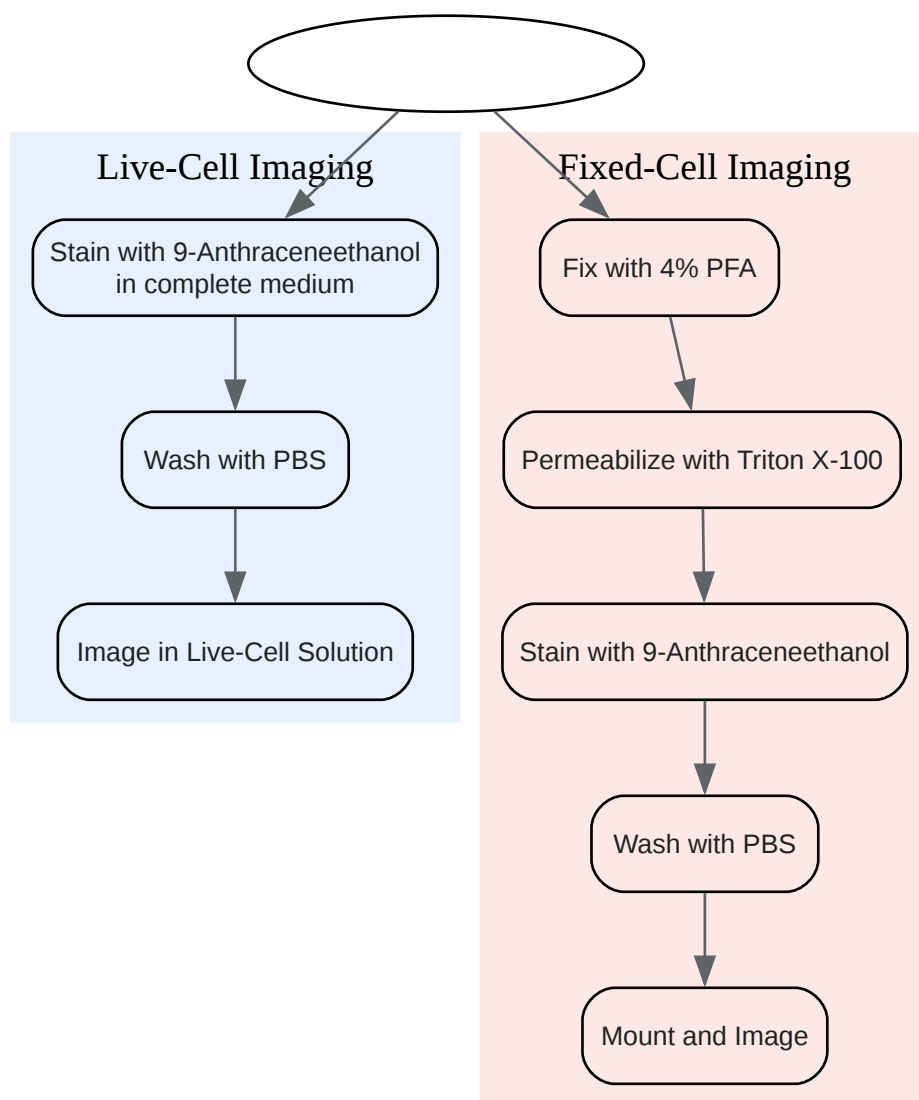 Live-Cell Imaging
Stain with 9-Anthraceneethanol
in complete medium
Wash with PBS
Image in Live-Cell Solution
Fixed-Cell Imaging
Fix with 4% PFA
Permeabilize with Triton X-100
Stain with 9-Anthraceneethanol
Wash with PBS
Mount and Image